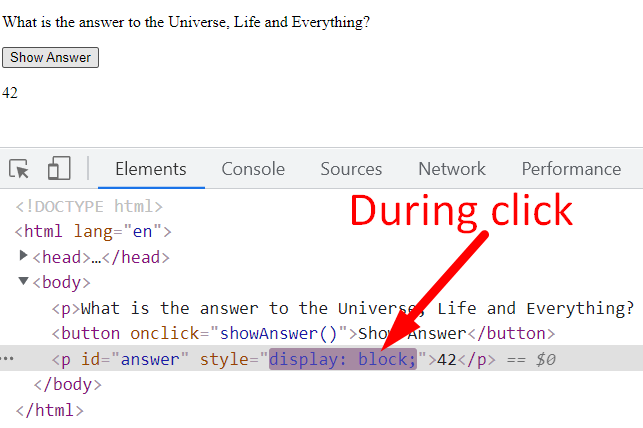 What is the answer to the Universe, Life and Everything?
Show Answer
42
Elements Console Sources Network Performance
During click
<!DOCTYPE html>
<html lang="en">
<head>…</head>
<body>
<p>What is the answer to the Universe, Life and Everything?
<button onclick="showAnswer()">Show Answer</button>
<p id="answer" style="display: block;">42</p> == $0
</body>
</html>